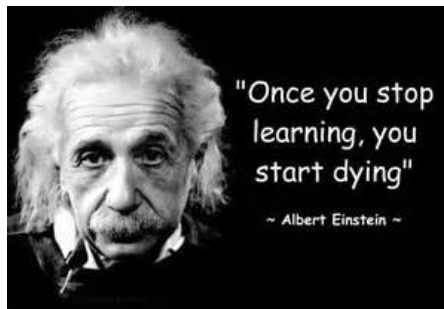 "Once you stop
learning, you
start dying"
~ Albert Einstein ~